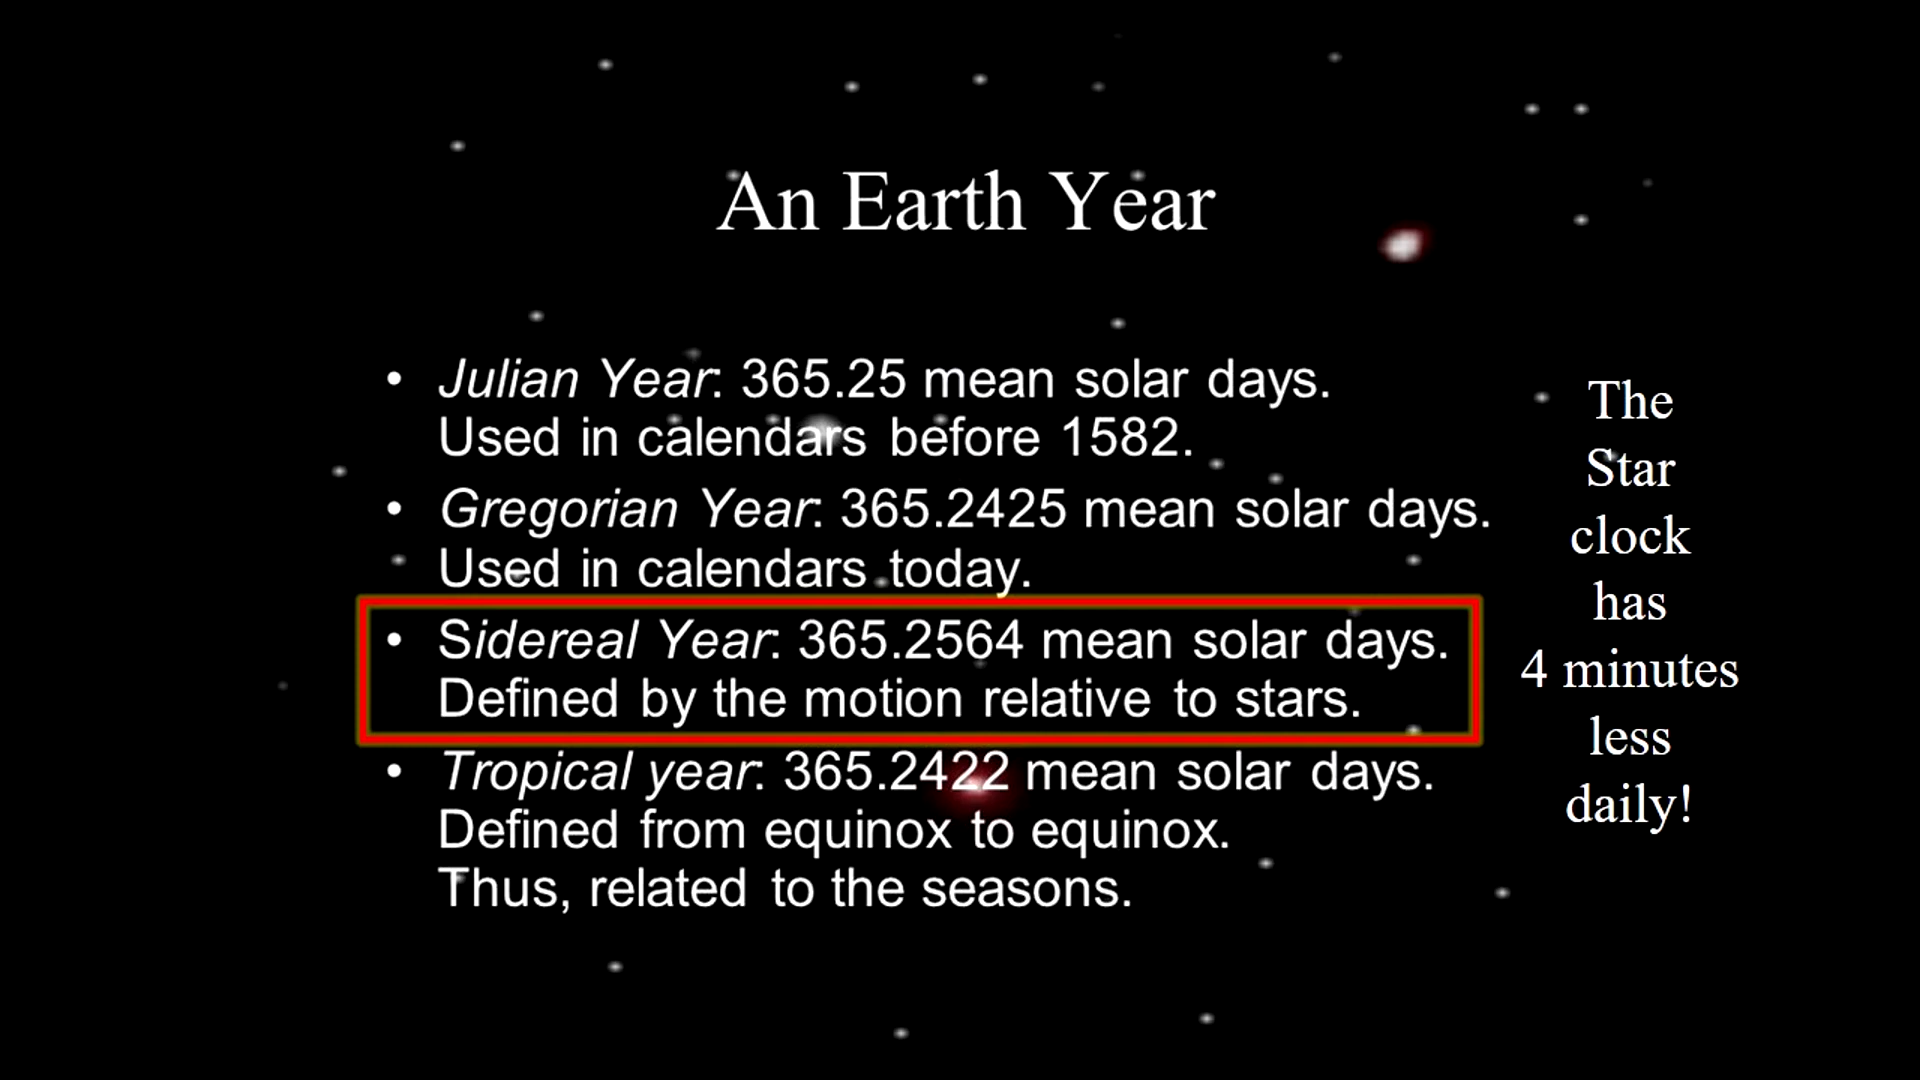 An Earth Year
• Julian Year: 365.25 mean solar days.
Used in calendars before 1582.
• Gregorian Year: 365.2425 mean solar days.
Used in calendars today.
• Sidereal Year: 365.2564 mean solar days.
Defined by the motion relative to stars.
• Tropical year: 365.2422 mean solar days.
Defined from equinox to equinox.
Thus, related to the seasons.
The
Star
clock
has
4 minutes
less
daily!